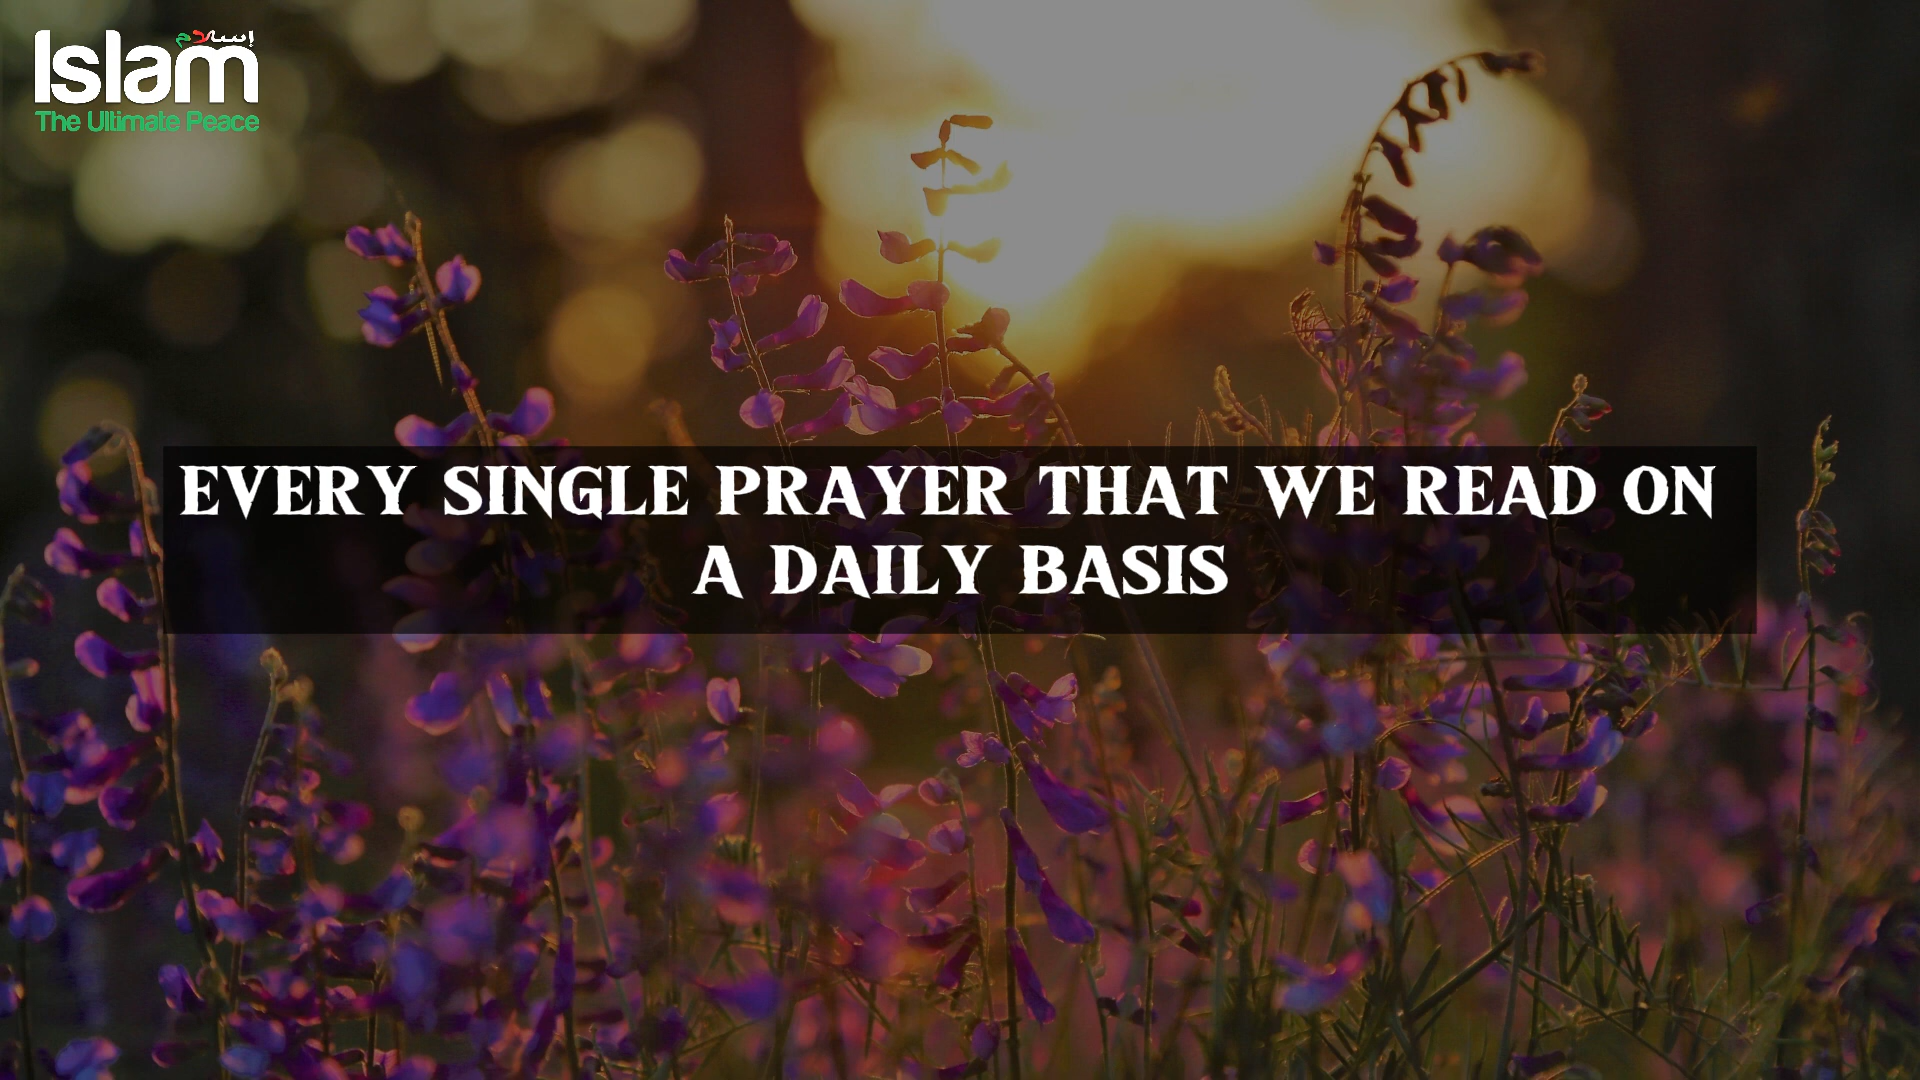 إسلام
Islam
The Ultimate Peace
EVERY SINGLE PRAYER THAT WE READ ON
A DAILY BASIS